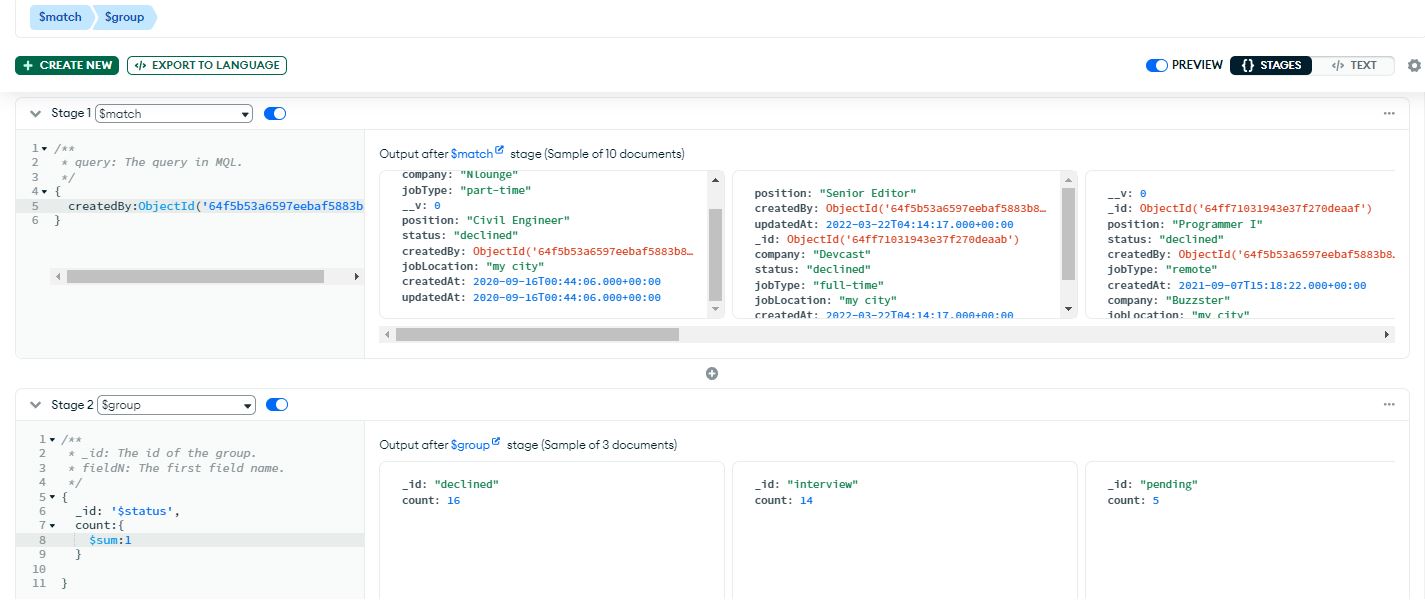 $match $group
CREATE NEW </> EXPORT TO LANGUAGE PREVIEW {} STAGES </> TEXT
Stage 1 $match
1 /**
2 * query: The query in MQL.
3 */
4 {
5 createdBy:ObjectId('64f5b53a6597eebaf5883b
6 }
Output after $match stage (Sample of 10 documents)
company: "Nlounge"
jobType: "part-time"
__v: 0
position: "Civil Engineer"
status: "declined"
createdBy: ObjectId('64f5b53a6597eebaf5883b8…
jobLocation: "my city"
createdAt: 2020-09-16T00:44:06.000+00:00
updatedAt: 2020-09-16T00:44:06.000+00:00
position: "Senior Editor"
createdBy: ObjectId('64f5b53a6597eebaf5883b8…
updatedAt: 2022-03-22T04:14:17.000+00:00
_id: ObjectId('64ff71031943e37f270deaab')
company: "Devcast"
status: "declined"
jobType: "full-time"
jobLocation: "my city"
createdAt: 2022-03-22T04:14:17.000+00:00
__v: 0
_id: ObjectId('64ff71031943e37f270deaaf')
position: "Programmer I"
status: "declined"
createdBy: ObjectId('64f5b53a6597eebaf5883b8.
jobType: "remote"
createdAt: 2021-09-07T15:18:22.000+00:00
company: "Buzzster"
jobLocation: "my city"
Stage 2 $group
1 /**
2 * _id: The id of the group.
3 * fieldN: The first field name.
4 */
5 {
6 _id: '$status',
7 count:{
8 $sum:1
9 }
10
11 }
Output after $group stage (Sample of 3 documents)
_id: "declined"
count: 16
_id: "interview"
count: 14
_id: "pending"
count: 5